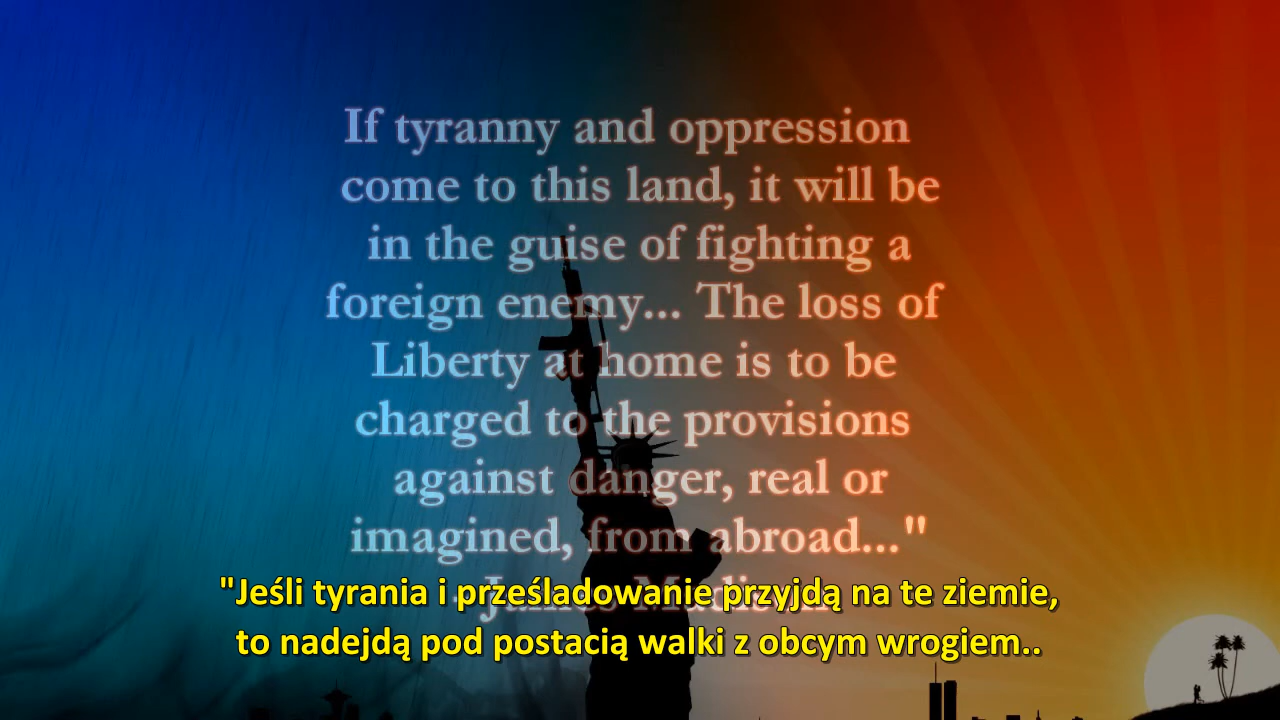 If tyranny and oppression
come to this land, it will be
in the guise of fighting a
foreign enemy... The loss of
Liberty at home is to be
charged to the provisions
against danger, real or
imagined, from abroad..."
- James Madison
"Jeśli tyrania i prześladowanie przyjdą na te ziemie,
to nadejdą pod postacią walki z obcym wrogiem..